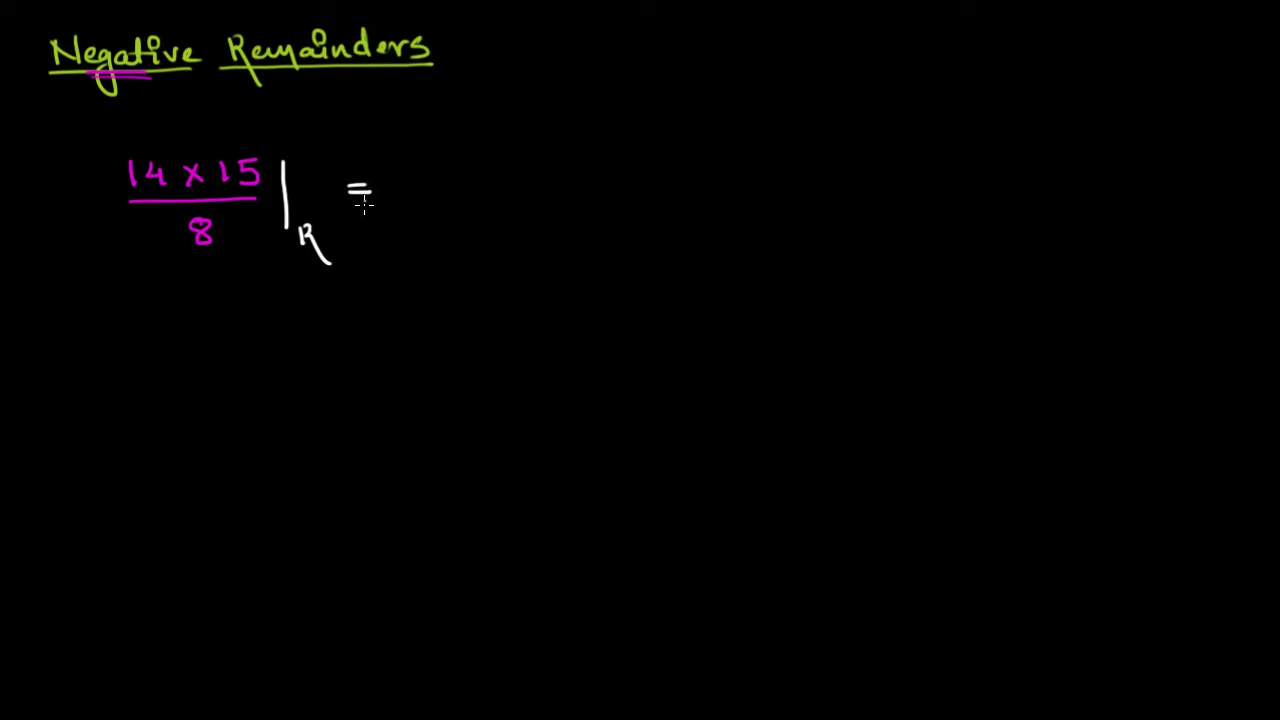 Negative Remainders
14 x 15 | =
8 R